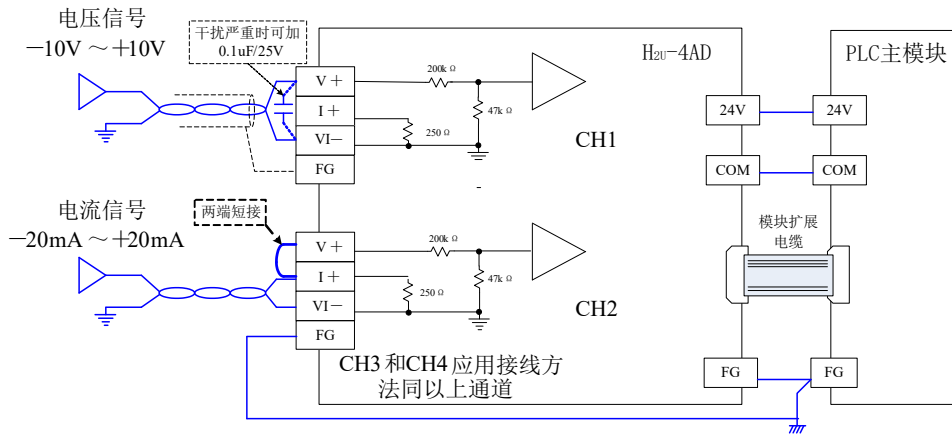 电压信号
－10V ～＋10V
干扰严重时可加
0.1uF/25V
H2U-4AD
PLC主模块
V＋
I＋
VI－
FG
200k Ω
47k Ω
250 Ω
CH1
24V
24V
COM
COM
模块扩展
电缆
电流信号
－20mA ～＋20mA
两端短接
V＋
I＋
VI－
FG
200k Ω
47k Ω
250 Ω
CH2
CH3 和CH4 应用接线方
法同以上通道
FG
FG